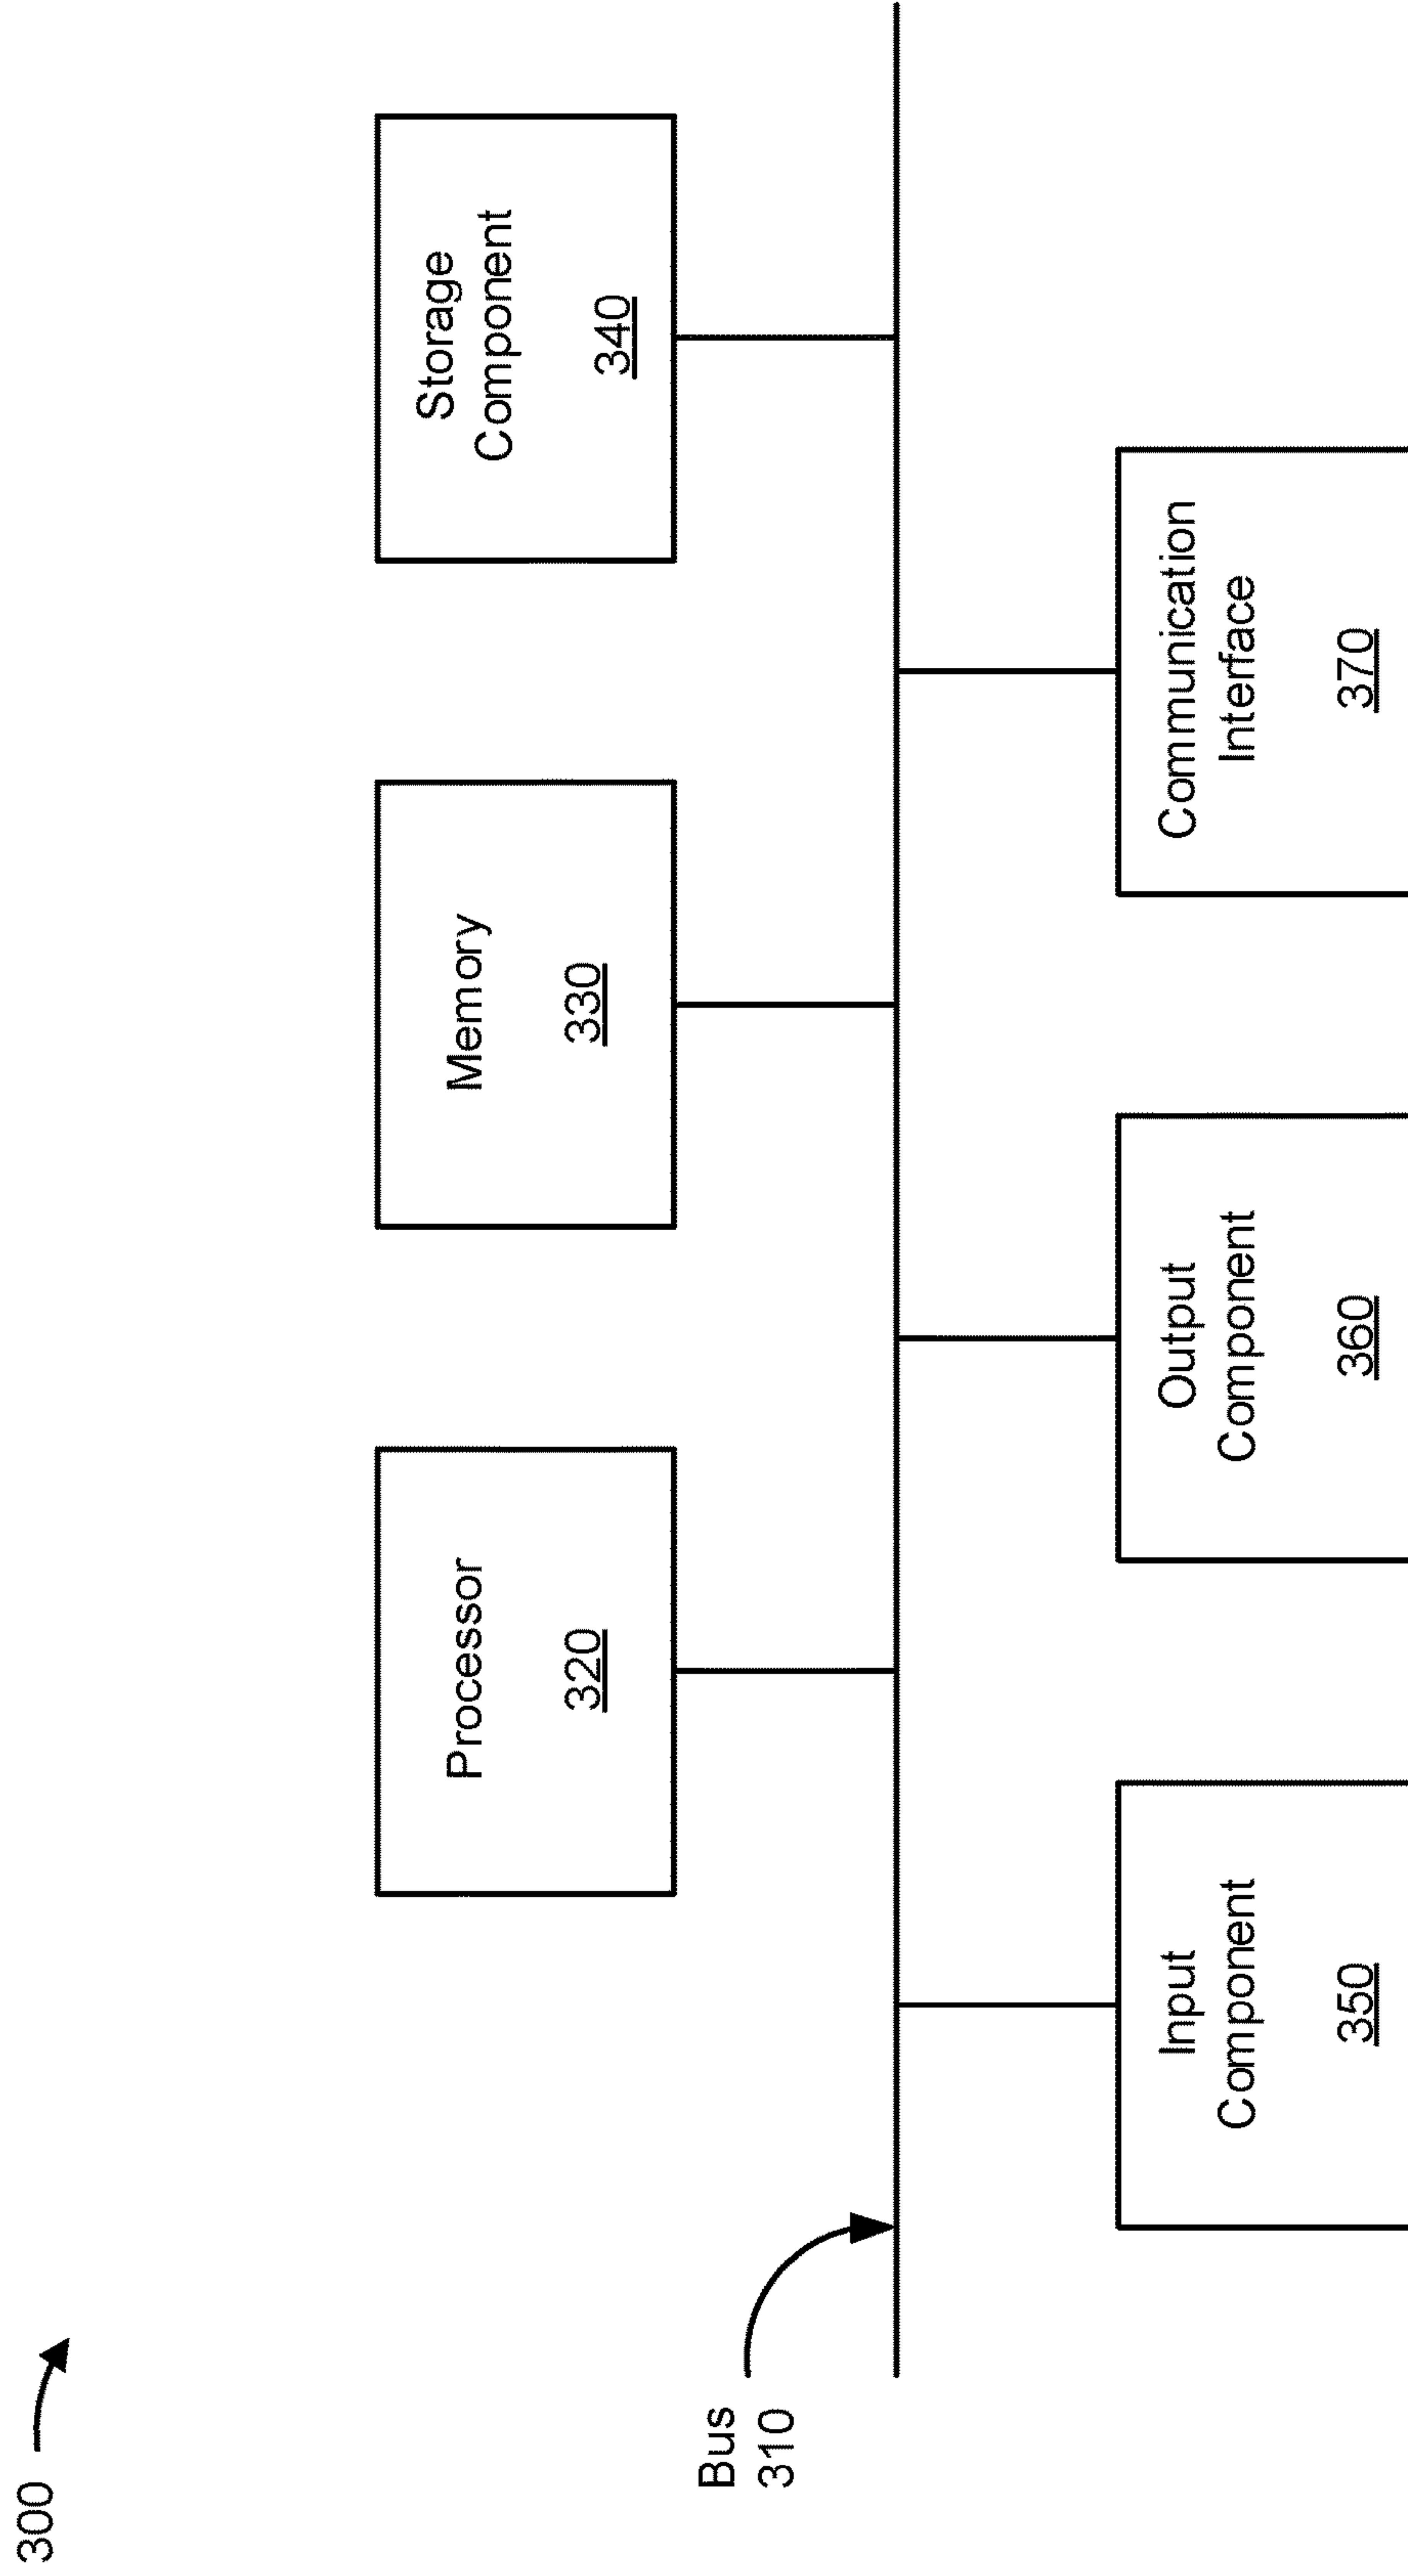 300
Processor
320
Memory
330
Storage
Component
340
Bus
310
Input
Component
350
Output
Component
360
Communication
Interface
370